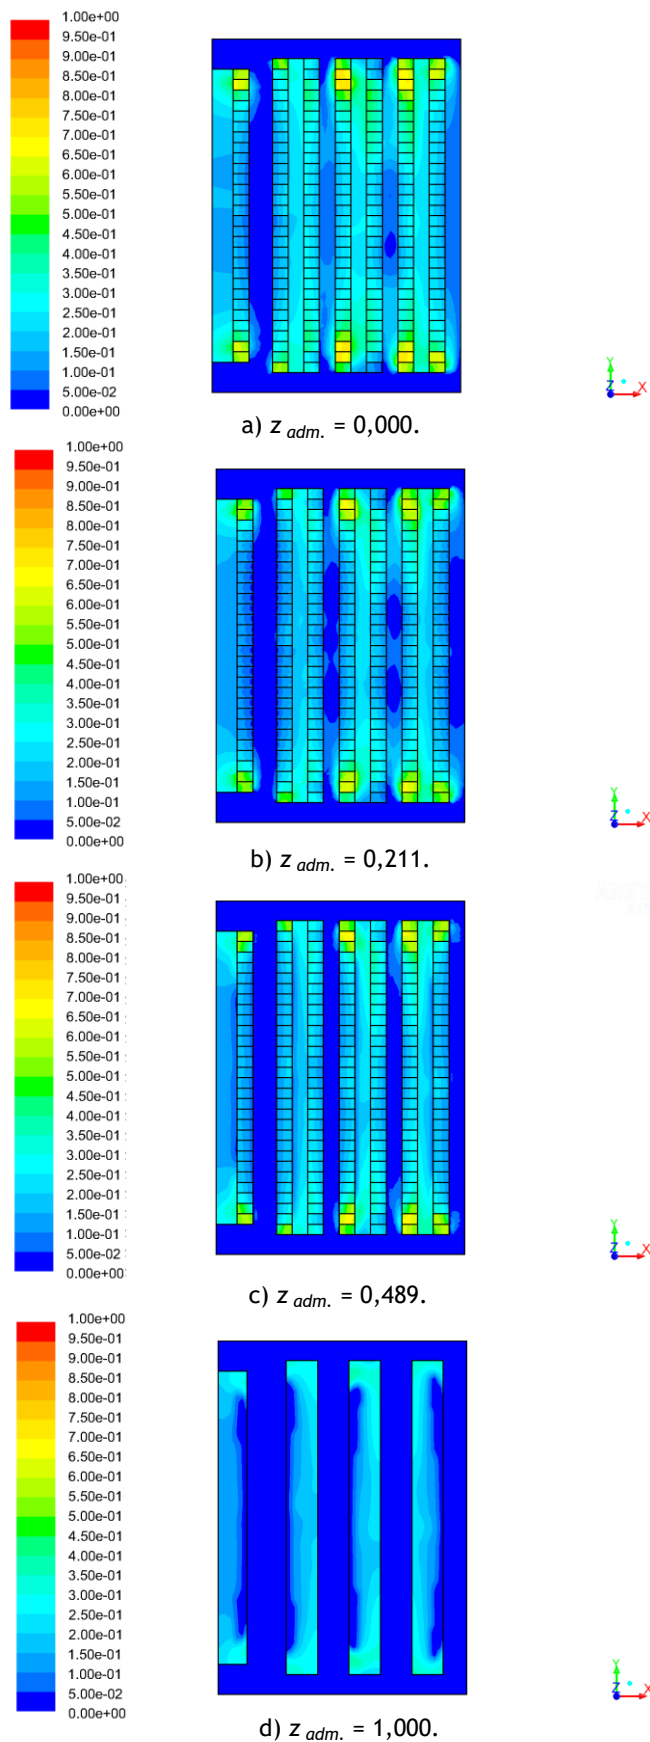 1.00e+00
9.50e-01
9.00e-01
8.50e-01
8.00e-01
7.50e-01
7.00e-01
6.50e-01
6.00e-01
5.50e-01
5.00e-01
4.50e-01
4.00e-01
3.50e-01
3.00e-01
2.50e-01
2.00e-01
1.50e-01
1.00e-01
5.00e-02
0.00e+00
Y
Z X
a) z adm. = 0,000.
1.00e+00
9.50e-01
9.00e-01
8.50e-01
8.00e-01
7.50e-01
7.00e-01
6.50e-01
6.00e-01
5.50e-01
5.00e-01
4.50e-01
4.00e-01
3.50e-01
3.00e-01
2.50e-01
2.00e-01
1.50e-01
1.00e-01
5.00e-02
0.00e+00
Y
Z X
b) z adm. = 0,211.
1.00e+00
9.50e-01
9.00e-01
8.50e-01
8.00e-01
7.50e-01
7.00e-01
6.50e-01
6.00e-01
5.50e-01
5.00e-01
4.50e-01
4.00e-01
3.50e-01
3.00e-01
2.50e-01
2.00e-01
1.50e-01
1.00e-01
5.00e-02
0.00e+00
Y
Z X
c) z adm. = 0,489.
1.00e+00
9.50e-01
9.00e-01
8.50e-01
8.00e-01
7.50e-01
7.00e-01
6.50e-01
6.00e-01
5.50e-01
5.00e-01
4.50e-01
4.00e-01
3.50e-01
3.00e-01
2.50e-01
2.00e-01
1.50e-01
1.00e-01
5.00e-02
0.00e+00
Y
Z X
d) z adm. = 1,000.